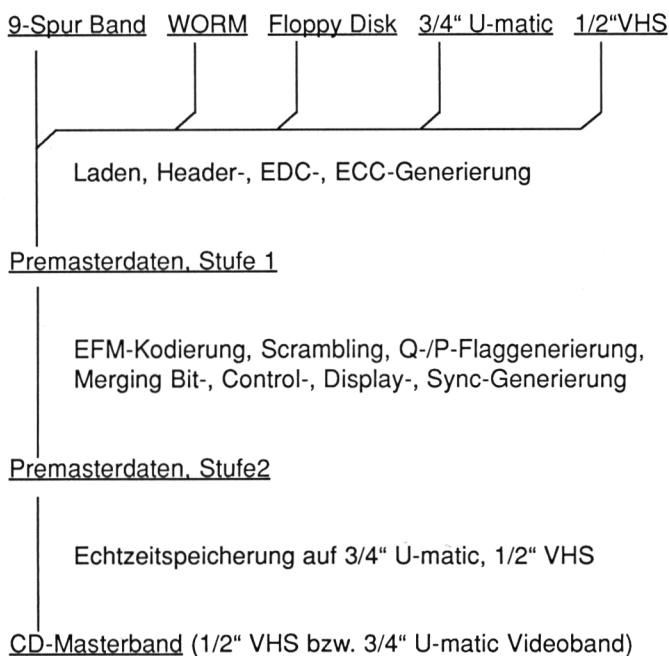 9-Spur Band WORM Floppy Disk 3/4“ U-matic 1/2“VHS
Laden, Header-, EDC-, ECC-Generierung
Premasterdaten, Stufe 1
EFM-Kodierung, Scrambling, Q-/P-Flaggenerierung,
Merging Bit-, Control-, Display-, Sync-Generierung
Premasterdaten, Stufe2
Echtzeitspeicherung auf 3/4“ U-matic, 1/2“ VHS
CD-Masterband (1/2“ VHS bzw. 3/4“ U-matic Videoband)